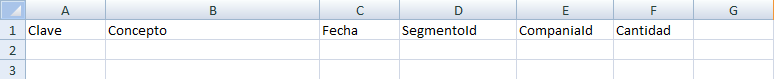 A B C D E F G
1 Clave Concepto Fecha SegmentoId CompaniaId Cantidad
2
3